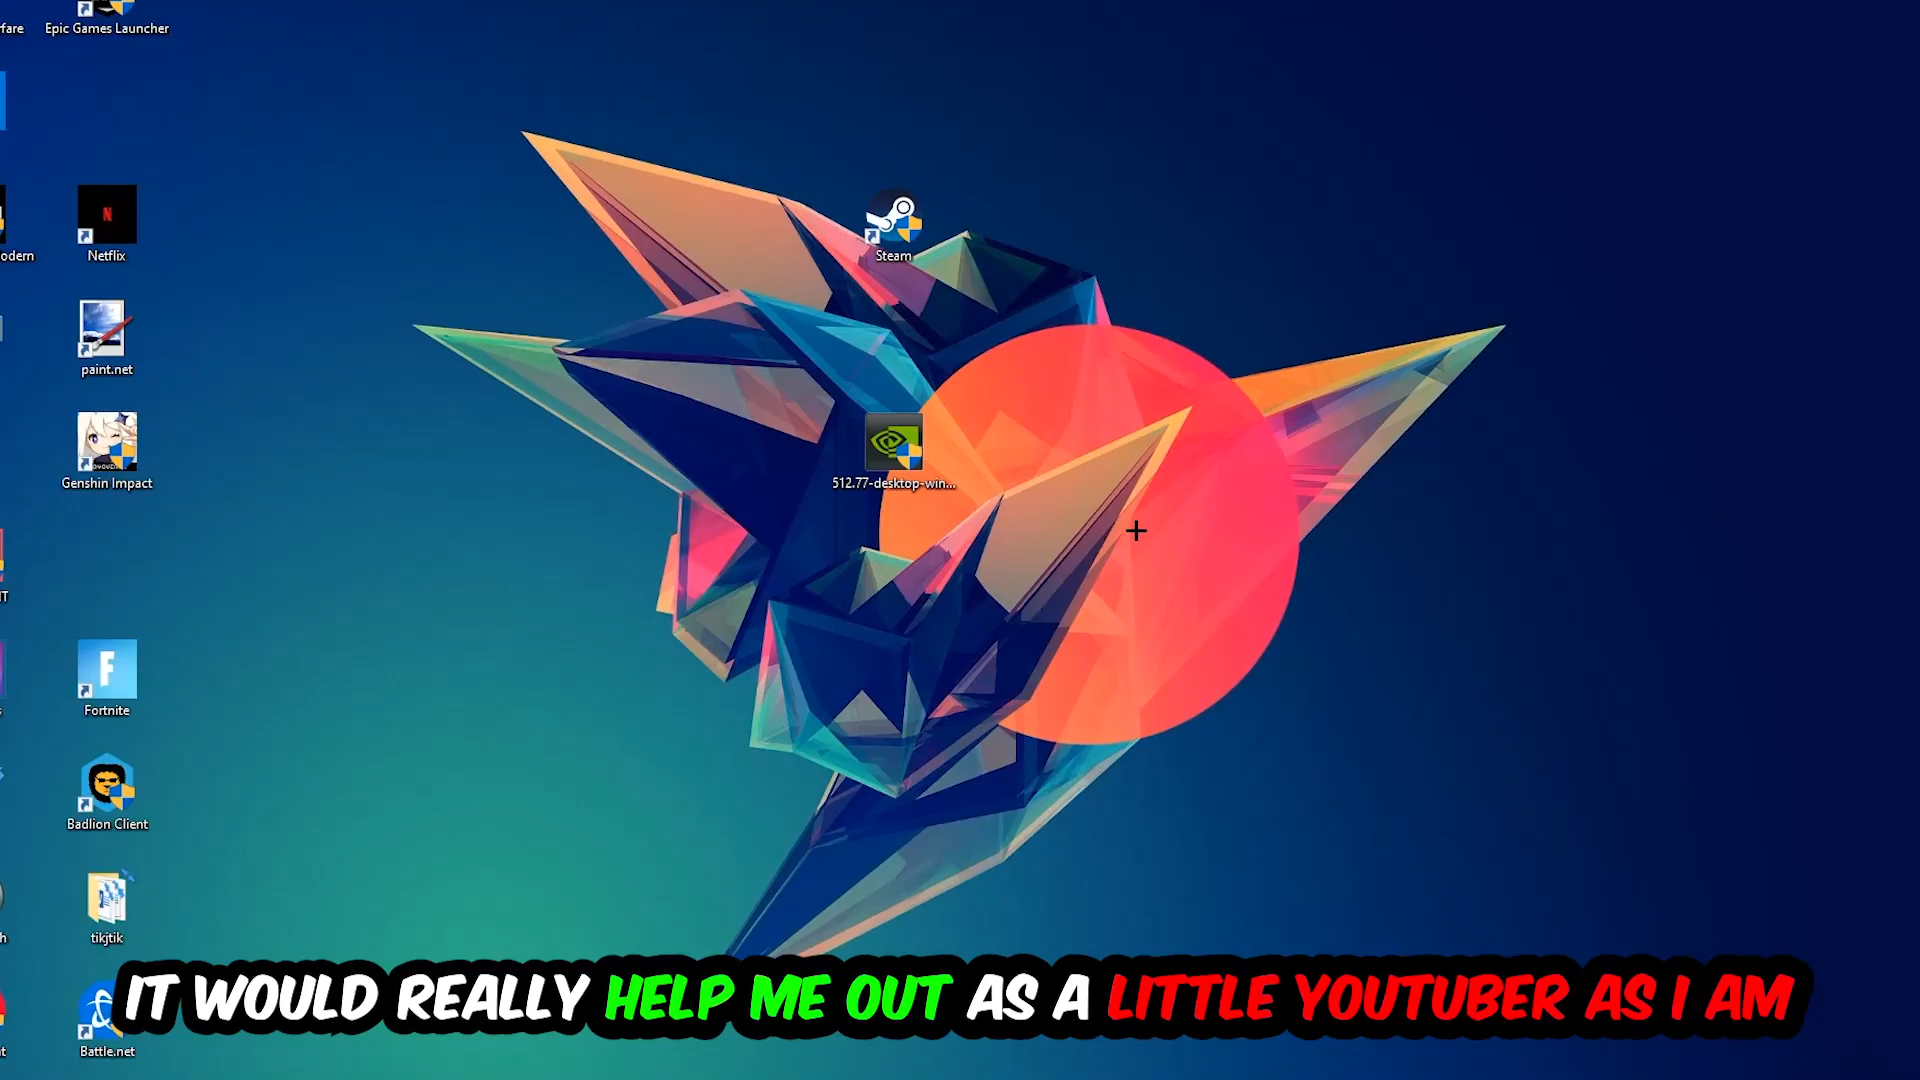 fare
Epic Games Launcher
odern
Netflix
Steam
paint.net
Genshin Impact
512.77-desktop-win...
IT
F
Fortnite
Badlion Client
tikjtik
IT WOULD REALLY HELP ME OUT AS A LITTLE YOUTUBER AS I AM
Battle.net